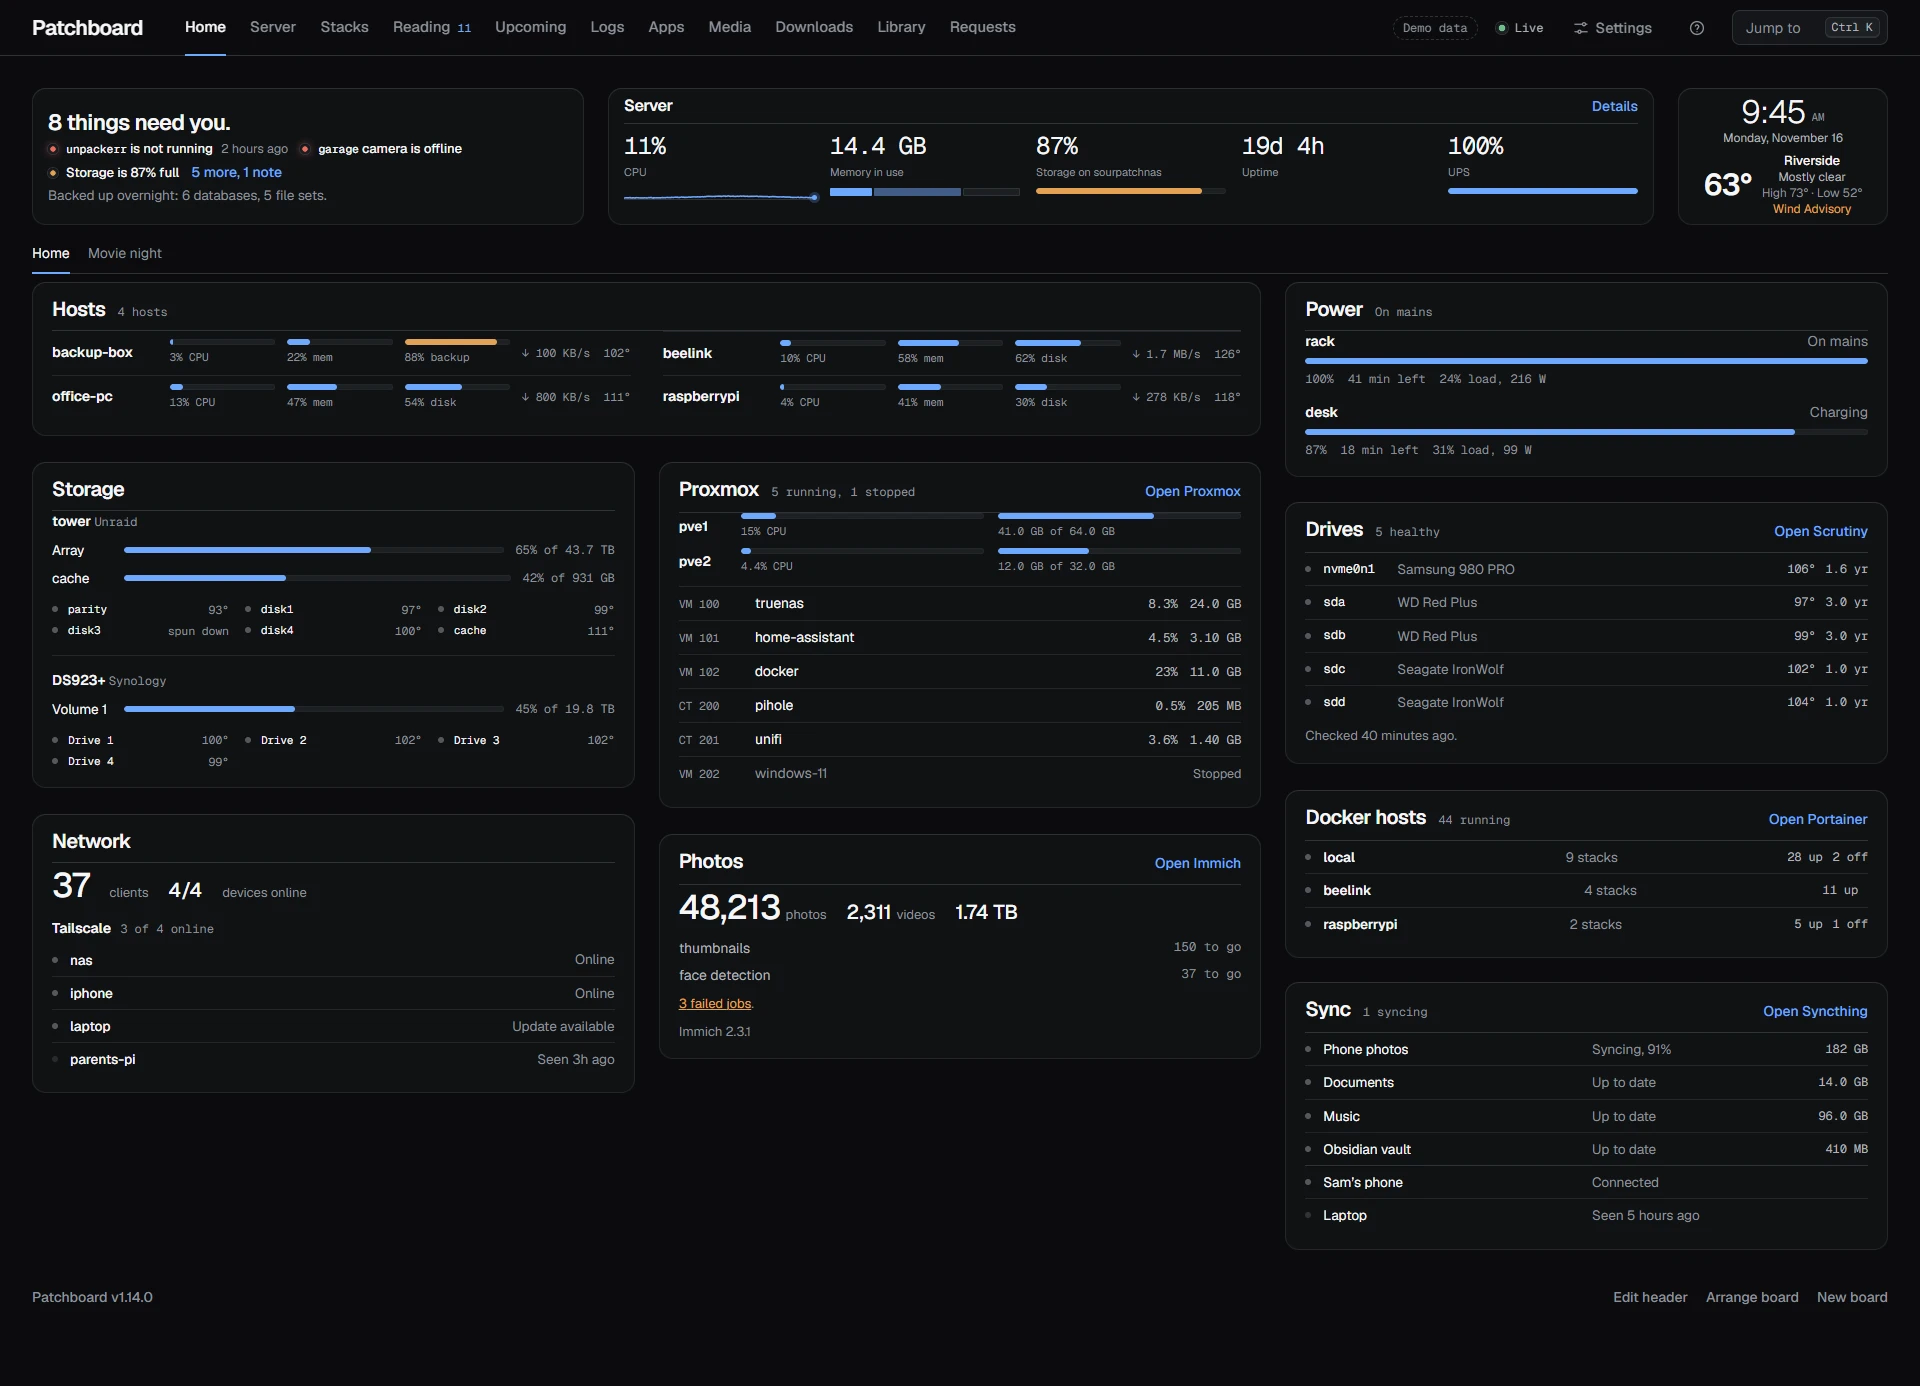 Patchboard Home Server Stacks Reading 11 Upcoming Logs Apps Media Downloads Library Requests Demo data Live Settings ? Jump to Ctrl K
8 things need you.
unpackerr is not running 2 hours ago garage camera is offline
Storage is 87% full 5 more, 1 note
Backed up overnight: 6 databases, 5 file sets.
Server Details
11% 14.4 GB 87% 19d 4h 100%
CPU Memory in use Storage on sourpatchnas Uptime UPS
9:45 AM
Monday, November 16
63°
Riverside
Mostly clear
High 73° · Low 52°
Wind Advisory
Home Movie night
Hosts 4 hosts
backup-box 3% CPU 22% mem 88% backup ↓ 100 KB/s 102°
beelink 10% CPU 58% mem 62% disk ↓ 1.7 MB/s 126°
office-pc 13% CPU 47% mem 54% disk ↓ 800 KB/s 111°
raspberrypi 4% CPU 41% mem 30% disk ↓ 278 KB/s 118°
Power On mains
rack On mains
100% 41 min left 24% load, 216 W
desk Charging
87% 18 min left 31% load, 99 W
Storage
tower Unraid
Array 65% of 43.7 TB
cache 42% of 931 GB
parity 93° disk1 97° disk2 99°
disk3 spun down disk4 100° cache 111°
DS923+ Synology
Volume 1 45% of 19.8 TB
Drive 1 100° Drive 2 102° Drive 3 102°
Drive 4 99°
Proxmox 5 running, 1 stopped Open Proxmox
pve1 15% CPU 41.0 GB of 64.0 GB
pve2 4.4% CPU 12.0 GB of 32.0 GB
VM 100 truenas 8.3% 24.0 GB
VM 101 home-assistant 4.5% 3.10 GB
VM 102 docker 23% 11.0 GB
CT 200 pihole 0.5% 205 MB
CT 201 unifi 3.6% 1.40 GB
VM 202 windows-11 Stopped
Drives 5 healthy Open Scrutiny
nvme0n1 Samsung 980 PRO 106° 1.6 yr
sda WD Red Plus 97° 3.0 yr
sdb WD Red Plus 99° 3.0 yr
sdc Seagate IronWolf 102° 1.0 yr
sdd Seagate IronWolf 104° 1.0 yr
Checked 40 minutes ago.
Network
37 clients 4/4 devices online
Tailscale 3 of 4 online
nas Online
iphone Online
laptop Update available
parents-pi Seen 3h ago
Photos Open Immich
48,213 photos 2,311 videos 1.74 TB
thumbnails 150 to go
face detection 37 to go
3 failed jobs.
Immich 2.3.1
Docker hosts 44 running Open Portainer
local 9 stacks 28 up 2 off
beelink 4 stacks 11 up
raspberrypi 2 stacks 5 up 1 off
Sync 1 syncing Open Syncthing
Phone photos Syncing, 91% 182 GB
Documents Up to date 14.0 GB
Music Up to date 96.0 GB
Obsidian vault Up to date 410 MB
Sam's phone Connected
Laptop Seen 5 hours ago
Patchboard v1.14.0 Edit header Arrange board New board